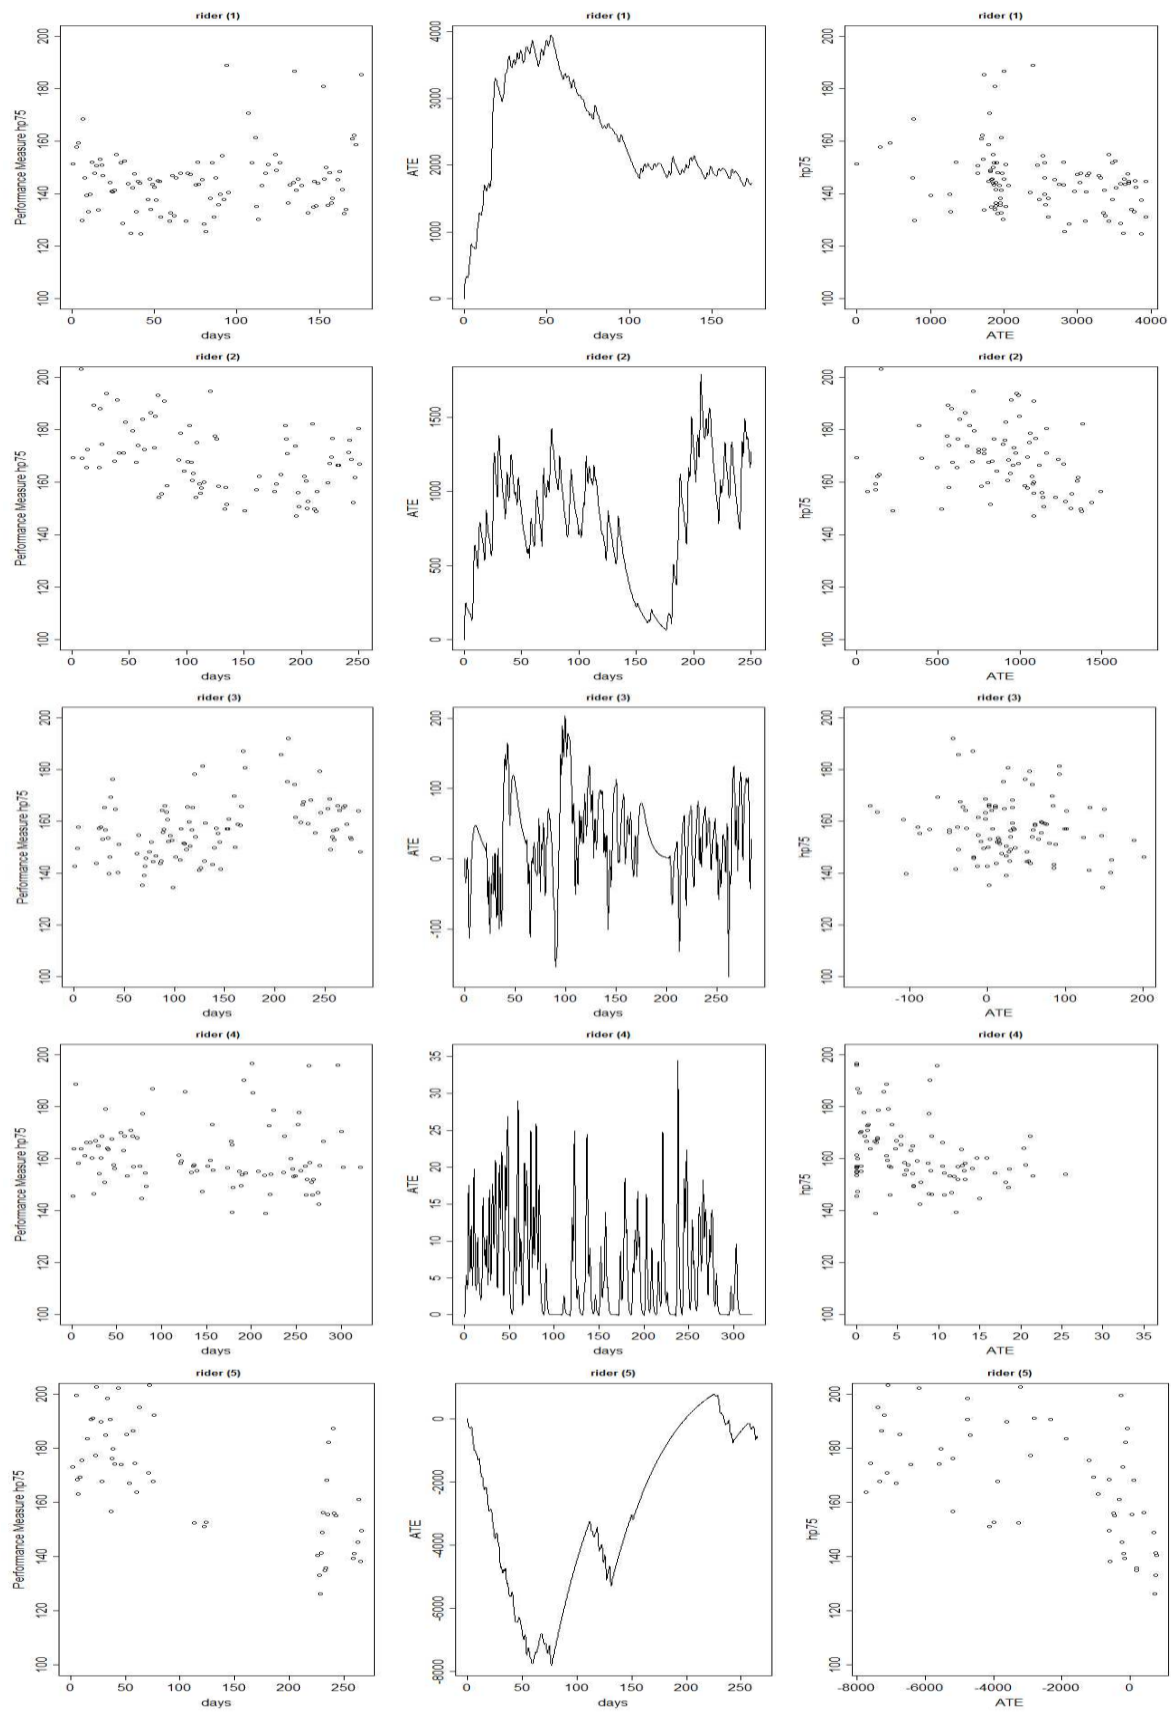 rider (1)
Performance Measure hp75
200
180
160
140
120
100
0 50 100 150
days
rider (1)
ATE
4000
3000
2000
1000
0
0 50 100 150
days
rider (1)
hp75
200
180
160
140
120
100
0 1000 2000 3000 4000
ATE
rider (2)
Performance Measure hp75
200
180
160
140
120
100
0 50 100 150 200 250
days
rider (2)
ATE
1500
1000
500
0
0 50 100 150 200 250
days
rider (2)
hp75
200
180
160
140
120
100
0 500 1000 1500
ATE
rider (3)
Performance Measure hp75
200
180
160
140
120
100
0 50 100 150 200 250
days
rider (3)
ATE
200
100
0
-100
0 50 100 150 200 250
days
rider (3)
hp75
200
180
160
140
120
100
-100 0 100 200
ATE
rider (4)
Performance Measure hp75
200
180
160
140
120
100
0 50 100 150 200 250 300
days
rider (4)
ATE
35
30
25
20
15
10
5
0
0 50 100 150 200 250 300
days
rider (4)
hp75
200
180
160
140
120
100
0 5 10 15 20 25 30 35
ATE
rider (5)
Performance Measure hp75
200
180
160
140
120
100
0 50 100 150 200 250
days
rider (5)
ATE
0
-2000
-4000
-6000
-8000
0 50 100 150 200 250
days
rider (5)
hp75
200
180
160
140
120
100
-8000 -6000 -4000 -2000 0
ATE